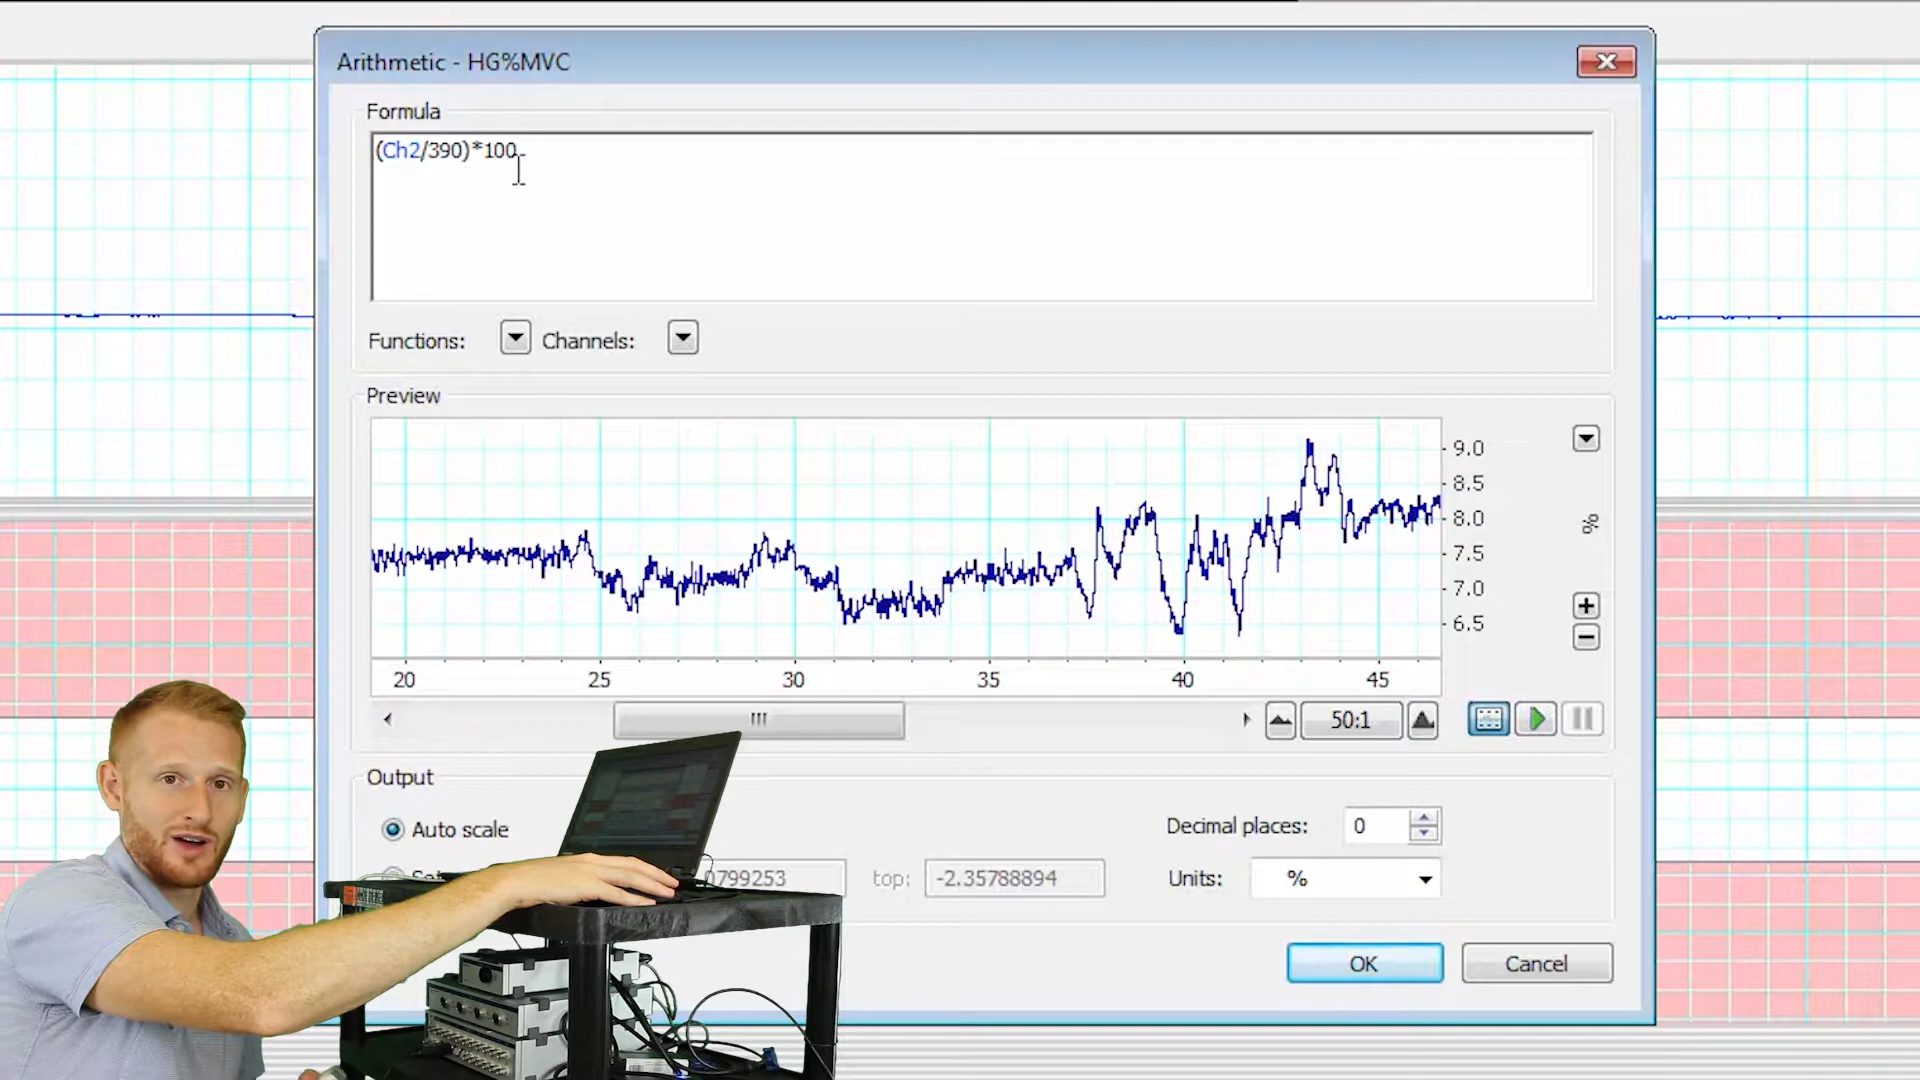 Arithmetic - HG%MVC
Formula
(Ch2/390)*100
Functions:
Channels:
Preview
9.0
8.5
8.0
7.5
7.0
6.5
%
20 25 30 35 40 45
50:1
Output
Auto scale
Decimal places: 0
0799253
top: -2.35788894
Units: %
OK
Cancel